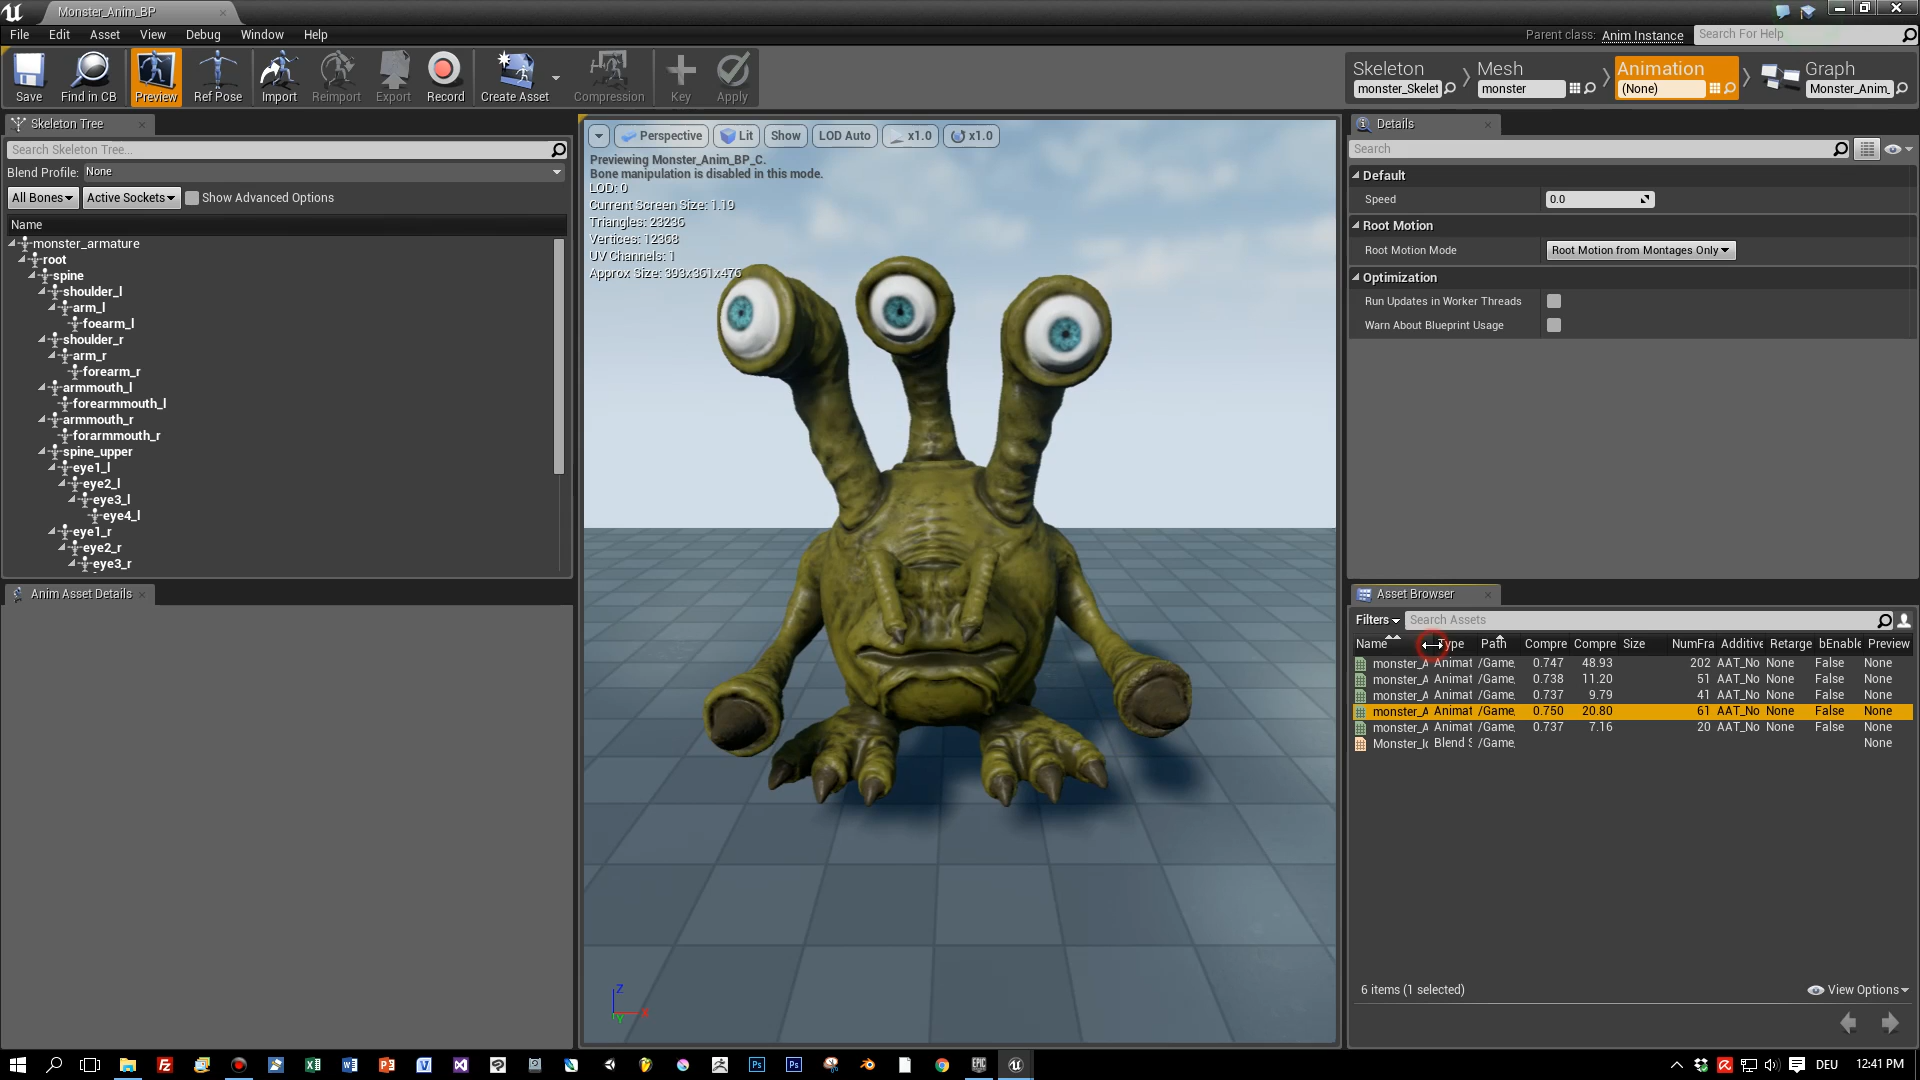 Monster_Anim_BP
File Edit Asset View Debug Window Help
Parent class: Anim Instance
Search For Help
Save Find in CB Preview Ref Pose Import Reimport Export Record Create Asset Compression Key Apply
Skeleton Mesh Animation Graph
monster_Skelet monster (None) Monster_Anim_
Skeleton Tree
Search Skeleton Tree...
Blend Profile: None
All Bones Active Sockets Show Advanced Options
Name
monster_armature
root
spine
shoulder_l
arm_l
foearm_l
shoulder_r
arm_r
forearm_r
armmouth_l
forearmmouth_l
armmouth_r
forarmmouth_r
spine_upper
eye1_l
eye2_l
eye3_l
eye4_l
eye1_r
eye2_r
eye3_r
Anim Asset Details
Perspective Lit Show LOD Auto x1.0 x1.0
Previewing Monster_Anim_BP_C.
Bone manipulation is disabled in this mode.
LOD: 0
Current Screen Size: 1.19
Triangles: 23236
Vertices: 12368
UV Channels: 1
Approx Size: 393x361x476
Z
X
Y
Details
Search
Default
Speed 0.0
Root Motion
Root Motion Mode Root Motion from Montages Only
Optimization
Run Updates in Worker Threads
Warn About Blueprint Usage
Asset Browser
Filters Search Assets
Name Type Path Compre Compre Size NumFra Additive Retarge bEnable Preview
monster_A Animat /Game, 0.747 48.93 202 AAT_No None False None
monster_A Animat /Game, 0.738 11.20 51 AAT_No None False None
monster_A Animat /Game, 0.737 9.79 41 AAT_No None False None
monster_A Animat /Game, 0.750 20.80 61 AAT_No None False None
monster_A Animat /Game, 0.737 7.16 20 AAT_No None False None
Monster_Ic Blend S /Game, None
6 items (1 selected)
View Options
DEU 12:41 PM